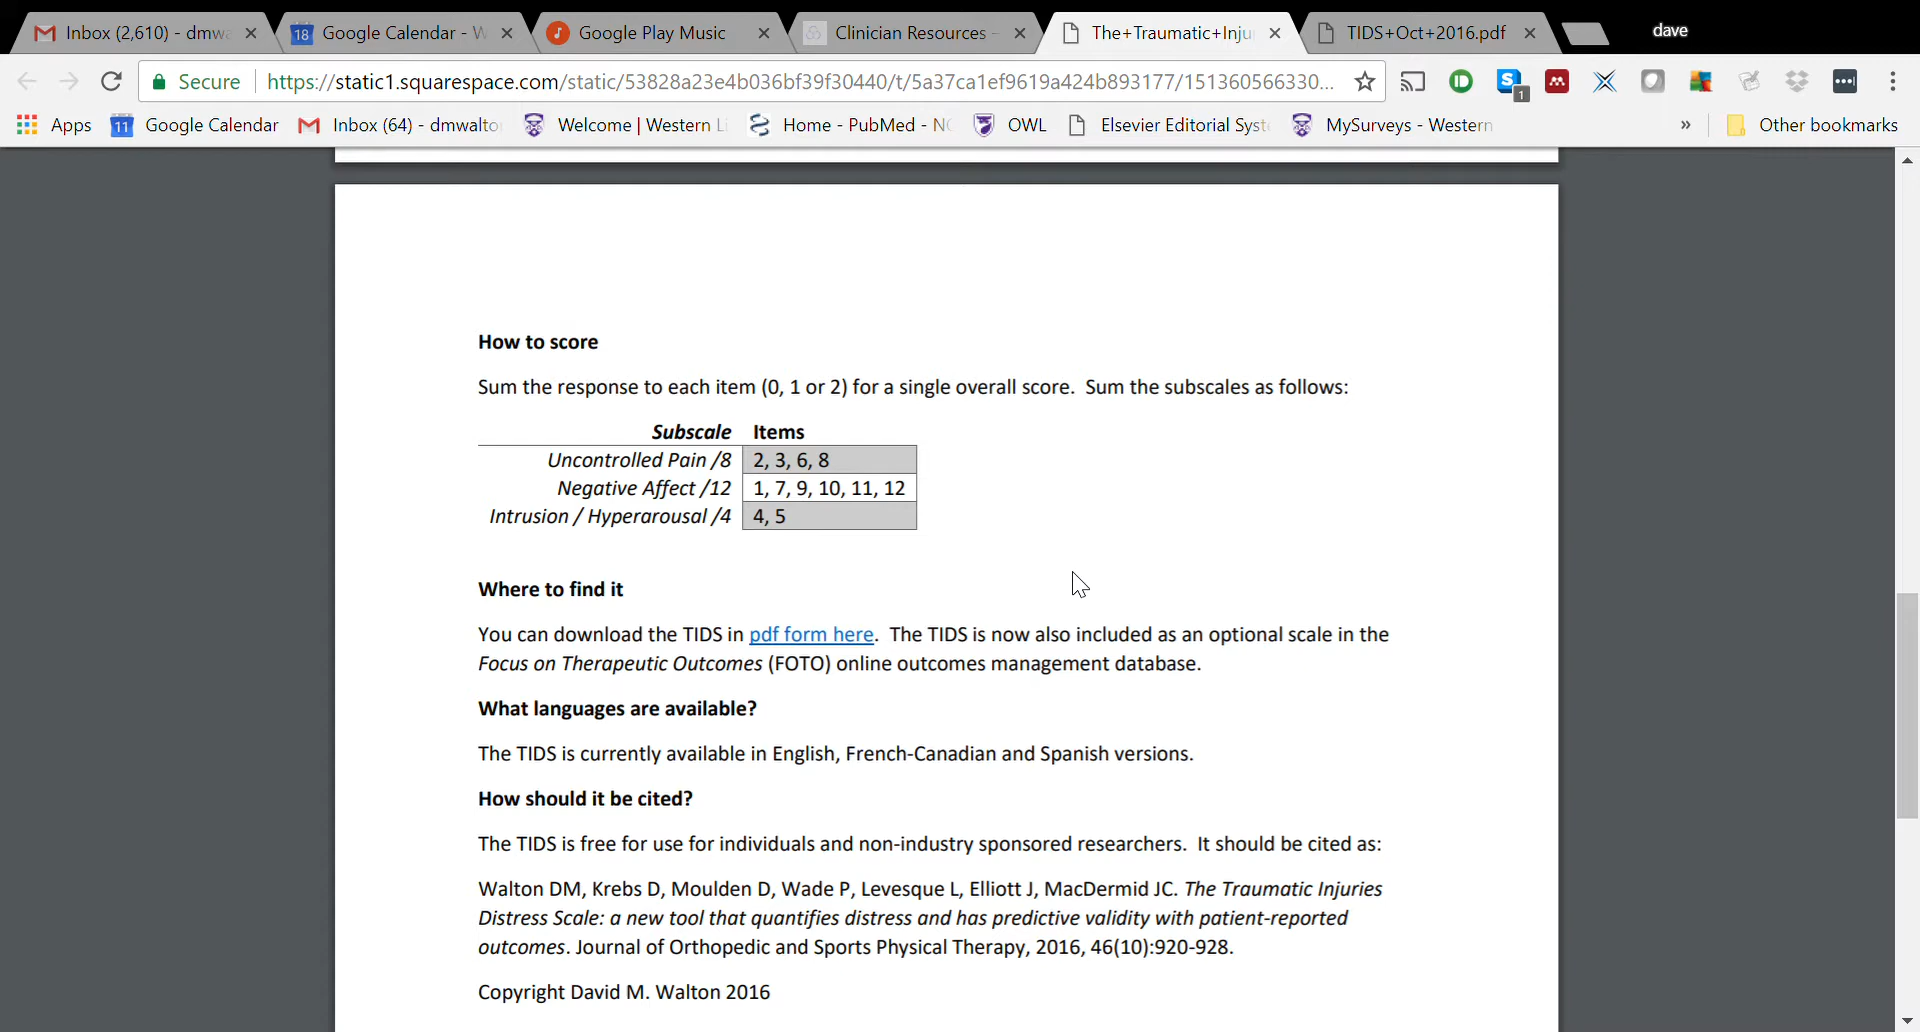 Inbox (2,610) - dmw
Google Calendar - W
Google Play Music
Clinician Resources -
The+Traumatic+Inju
TIDS+Oct+2016.pdf
dave
Secure
https://static1.squarespace.com/static/53828a23e4b036bf39f30440/t/5a37ca1ef9619a424b893177/151360566330...
1
Apps
11
Google Calendar
Inbox (64) - dmwalto
Welcome | Western Li
Home - PubMed - NC
OWL
Elsevier Editorial Syst
MySurveys - Western
»
Other bookmarks
How to score
Sum the response to each item (0, 1 or 2) for a single overall score. Sum the subscales as follows:
Subscale Items
Uncontrolled Pain /8 2, 3, 6, 8
Negative Affect /12 1, 7, 9, 10, 11, 12
Intrusion / Hyperarousal /4 4, 5
Where to find it
You can download the TIDS in pdf form here. The TIDS is now also included as an optional scale in the
Focus on Therapeutic Outcomes (FOTO) online outcomes management database.
What languages are available?
The TIDS is currently available in English, French-Canadian and Spanish versions.
How should it be cited?
The TIDS is free for use for individuals and non-industry sponsored researchers. It should be cited as:
Walton DM, Krebs D, Moulden D, Wade P, Levesque L, Elliott J, MacDermid JC. The Traumatic Injuries
Distress Scale: a new tool that quantifies distress and has predictive validity with patient-reported
outcomes. Journal of Orthopedic and Sports Physical Therapy, 2016, 46(10):920-928.
Copyright David M. Walton 2016